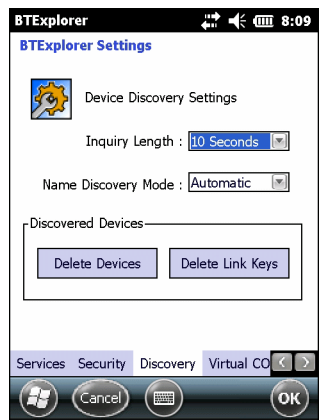 BTExplorer 8:09
BTExplorer Settings
Device Discovery Settings
Inquiry Length : 10 Seconds
Name Discovery Mode : Automatic
Discovered Devices
Delete Devices Delete Link Keys
Services Security Discovery Virtual CO
Cancel OK